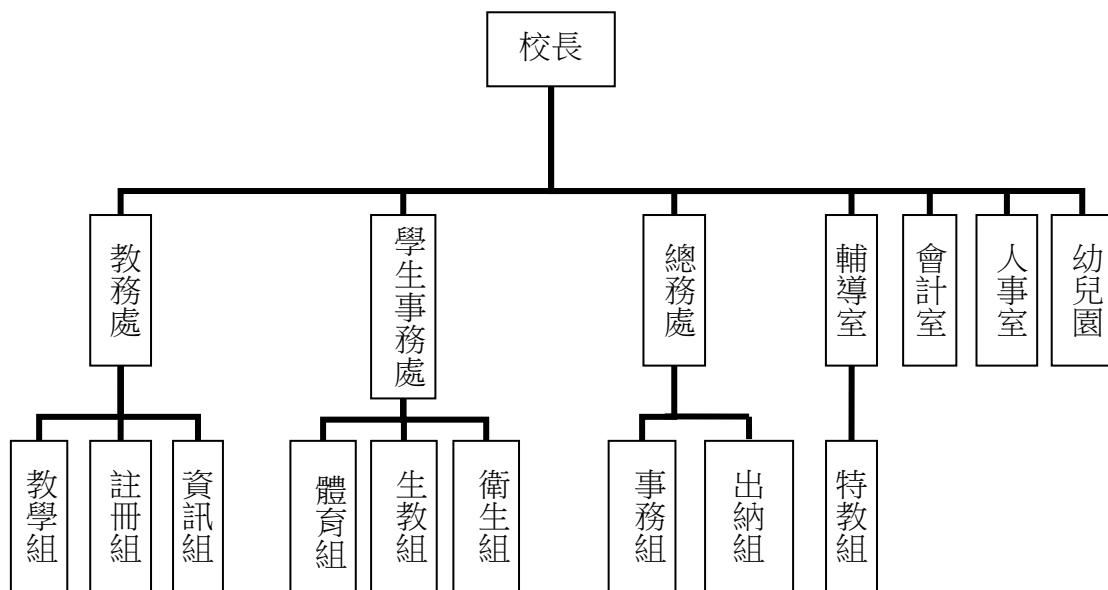 校長
教務處
學生事務處
總務處
輔導室
會計室
人事室
幼兒園
教學組
註冊組
資訊組
體育組
生教組
衛生組
事務組
出納組
特教組